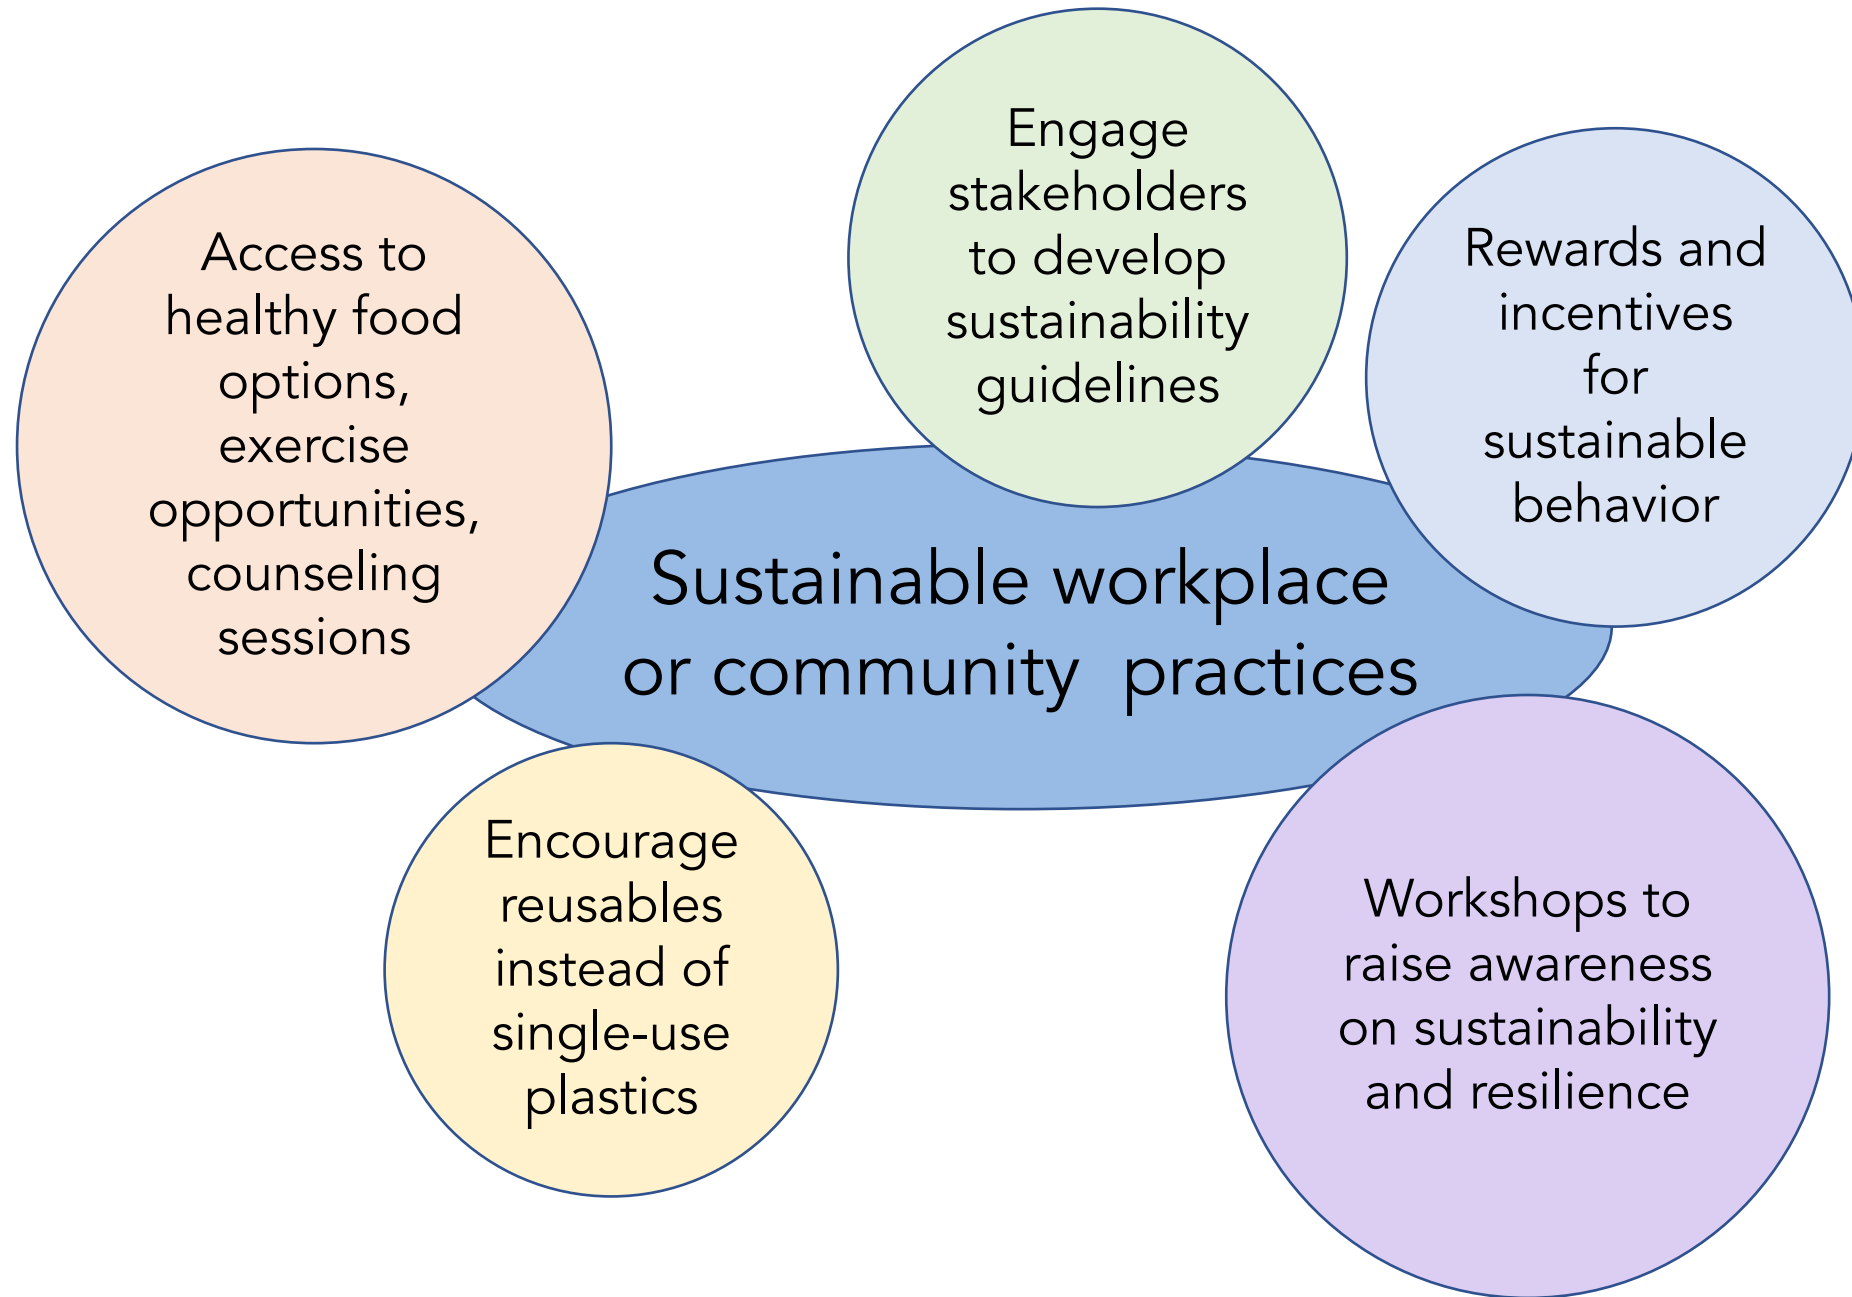 Engage
stakeholders
to develop
sustainability
guidelines
Rewards and
incentives
for
sustainable
behavior
Access to
healthy food
options,
exercise
opportunities,
counseling
sessions
Sustainable workplace
or community  practices
Encourage
reusables
instead of
single-use
plastics
Workshops to
raise awareness
on sustainability
and resilience